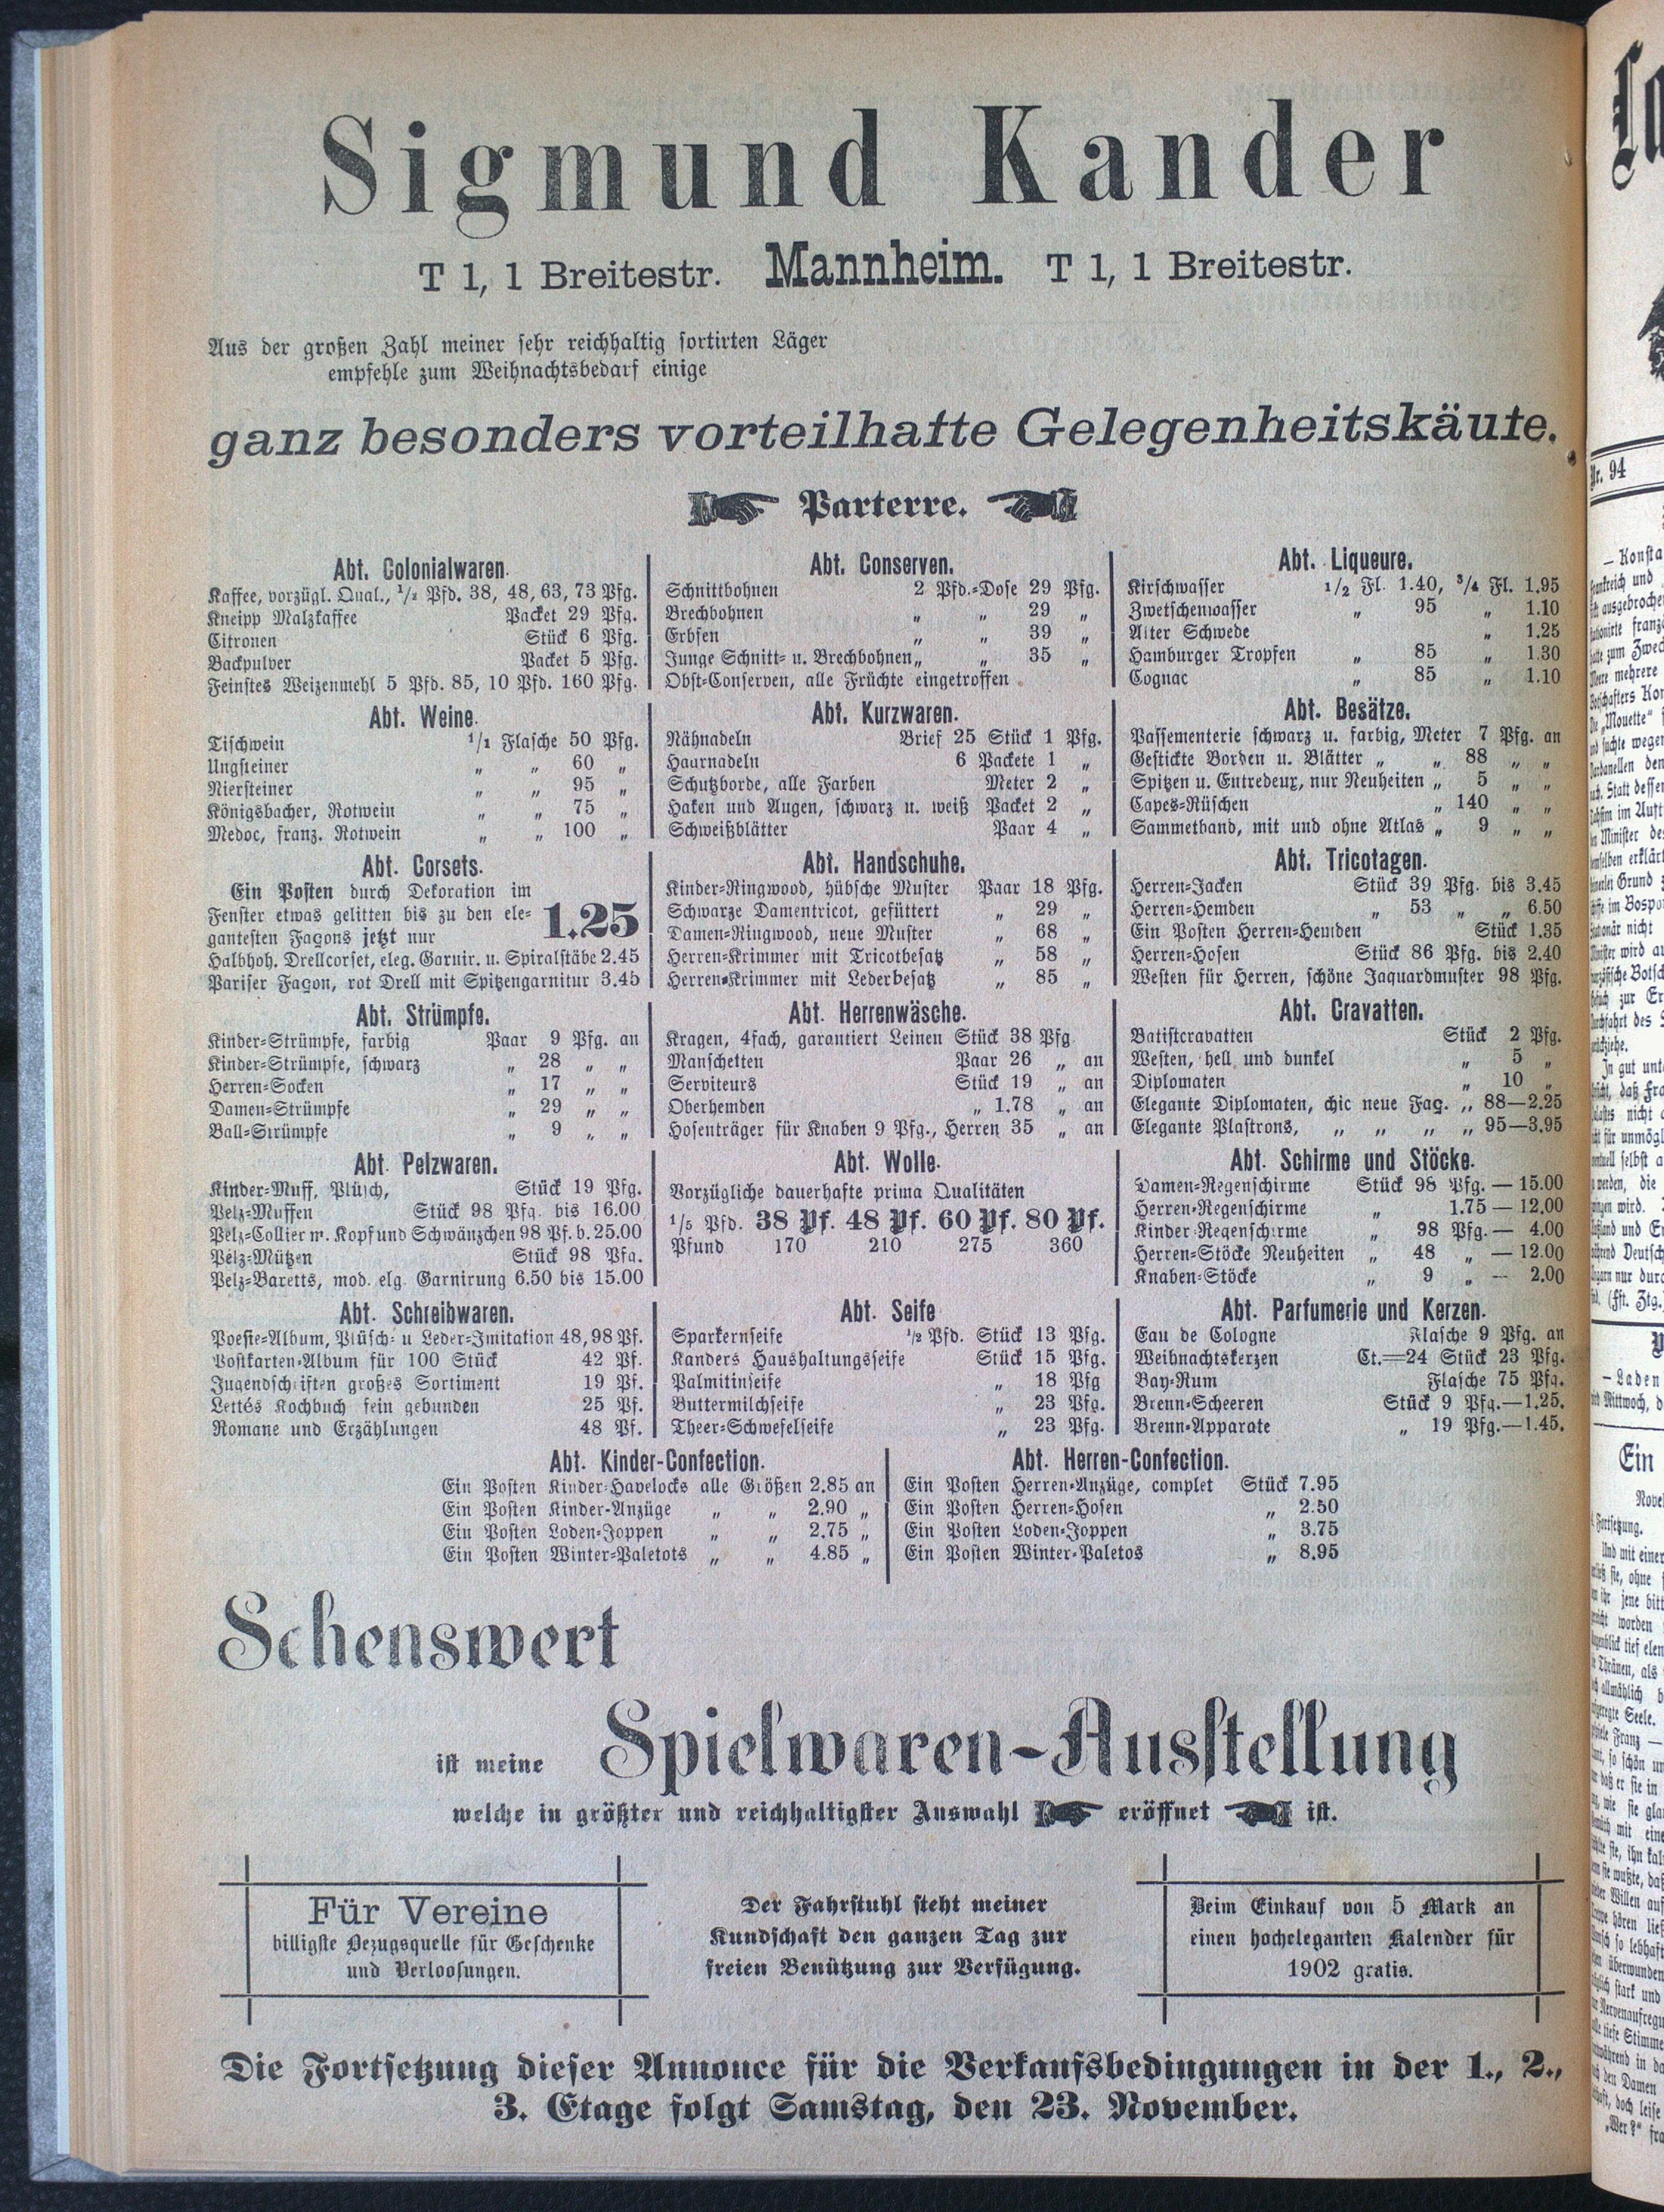 Sigmund Kander
T 1, 1 Breitestr. Mannheim. T 1, 1 Breitestr.
Aus der großen Zahl meiner sehr reichhaltig sortirten Läger
empfehle zum Weihnachtsbedarf einige
ganz besonders vorteilhafte Gelegenheitskäufe.
Parterre.
Abt. Colonialwaren.
Kaffee, vorzügl. Qual., 1/2 Pfd. 38, 48, 63, 73 Pfg.
Kneipp Malzkaffee Packet 29 Pfg.
Citronen Stück 6 Pfg.
Backpulver Packet 5 Pfg.
Feinstes Weizenmehl 5 Pfd. 85, 10 Pfd. 160 Pfg.
Abt. Conserven.
Schnittbohnen 2 Pfd.=Dose 29 Pfg.
Brechbohnen „ „ 29 „
Erbsen „ „ 39 „
Junge Schnitt= u. Brechbohnen „ „ 35 „
Obst=Conserven, alle Früchte eingetroffen
Abt. Liqueure.
Kirschwasser 1/2 Fl. 1.40, 3/4 Fl. 1.95
Zwetschenwasser „ 95 „ 1.10
Alter Schwede „ 1.25
Hamburger Tropfen „ 85 „ 1.30
Cognac „ 85 „ 1.10
Abt. Weine.
Tischwein 1/1 Flasche 50 Pfg.
Ungsteiner „ „ 60 „
Niersteiner „ „ 95 „
Königsbacher, Rotwein „ „ 75 „
Medoc, franz. Rotwein „ „ 100 „
Abt. Kurzwaren.
Nähnadeln Brief 25 Stück 1 Pfg.
Haarnadeln 6 Packete 1 „
Schutzborde, alle Farben Meter 2 „
Haken und Augen, schwarz u. weiß Packet 2 „
Schweißblätter Paar 4 „
Abt. Besätze.
Passementerie schwarz u. farbig, Meter 7 Pfg. an
Gestickte Borden u. Blätter „ „ 88 „ „
Spitzen u. Entredeux, nur Neuheiten „ 5 „ „
Capes=Rüschen „ 140 „ „
Sammetband, mit und ohne Atlas „ 9 „ „
Abt. Corsets.
Ein Posten durch Dekoration im
Fenster etwas gelitten bis zu den ele=
gantesten Façons jetzt nur 1.25
Halbhoh. Drellcorset, eleg. Garnir. u. Spiralstäbe 2.45
Pariser Façon, rot Drell mit Spitzengarnitur 3.45
Abt. Handschuhe.
Kinder=Ringwood, hübsche Muster Paar 18 Pfg.
Schwarze Damentricot, gefüttert „ 29 „
Damen=Ringwood, neue Muster „ 68 „
Herren=Krimmer mit Tricotbesatz „ 58 „
Herren=Krimmer mit Lederbesatz „ 85 „
Abt. Tricotagen.
Herren=Jacken Stück 39 Pfg. bis 3.45
Herren=Hemden „ 53 „ „ 6.50
Ein Posten Herren=Hemden Stück 1.35
Herren=Hosen Stück 86 Pfg. bis 2.40
Westen für Herren, schöne Jaquardmuster 98 Pfg.
Abt. Strümpfe.
Kinder=Strümpfe, farbig Paar 9 Pfg. an
Kinder=Strümpfe, schwarz „ 28 „ „
Herren=Socken „ 17 „ „
Damen=Strümpfe „ 29 „ „
Ball=Strümpfe „ 9 „ „
Abt. Herrenwäsche.
Kragen, 4fach, garantiert Leinen Stück 38 Pfg.
Manschetten Paar 26 „ an
Serviteurs Stück 19 „ an
Oberhemden „ 1.78 „ an
Hosenträger für Knaben 9 Pfg., Herren 35 „ an
Abt. Cravatten.
Batistcravatten Stück 2 Pfg.
Westen, hell und dunkel „ 5 „
Diplomaten „ 10 „
Elegante Diplomaten, chic neue Faç. „ 88—2.25
Elegante Plastrons, „ „ „ „ 95—3.95
Abt. Pelzwaren.
Kinder=Muff, Plüsch, Stück 19 Pfg.
Pelz=Muffen Stück 98 Pfg. bis 16.00
Pelz=Collier m. Kopf und Schwänzchen 98 Pf. b. 25.00
Pelz=Mützen Stück 98 Pfg.
Pelz=Baretts, mod. elg. Garnirung 6.50 bis 15.00
Abt. Wolle.
Vorzügliche dauerhafte prima Qualitäten
1/5 Pfd. 38 Pf. 48 Pf. 60 Pf. 80 Pf.
Pfund 170 210 275 360
Abt. Schirme und Stöcke.
Damen=Regenschirme Stück 98 Pfg. — 15.00
Herren=Regenschirme „ 1.75 — 12.00
Kinder Regenschirme „ 98 Pfg. — 4.00
Herren=Stöcke Neuheiten „ 48 „ — 12.00
Knaben=Stöcke „ 9 „ — 2.00
Abt. Schreibwaren.
Poesie=Album, Plüsch= u Leder=Imitation 48, 98 Pf.
Postkarten=Album für 100 Stück 42 Pf.
Jugendschriften großes Sortiment 19 Pf.
Lettés Kochbuch fein gebunden 25 Pf.
Romane und Erzählungen 48 Pf.
Abt. Seife
Sparkernseife 1/2 Pfd. Stück 13 Pfg.
Kanders Haushaltungsseife Stück 15 Pfg.
Palmitinseife „ 18 Pfg
Buttermilchseife „ 23 Pfg.
Theer=Schwefelseife „ 23 Pfg.
Abt. Parfumerie und Kerzen.
Eau de Cologne Flasche 9 Pfg. an
Weihnachtskerzen Ct.=24 Stück 23 Pfg.
Bay=Rum Flasche 75 Pfg.
Brenn=Scheeren Stück 9 Pfg.—1.25.
Brenn=Apparate „ 19 Pfg.—1.45.
Abt. Kinder-Confection.
Ein Posten Kinder=Havelocks alle Größen 2.85 an
Ein Posten Kinder=Anzüge „ „ 2.90 „
Ein Posten Loden=Joppen „ „ 2.75 „
Ein Posten Winter=Paletots „ „ 4.85 „
Abt. Herren-Confection.
Ein Posten Herren=Anzüge, complet Stück 7.95
Ein Posten Herren=Hosen „ 2.50
Ein Posten Loden=Joppen „ 3.75
Ein Posten Winter=Paletos „ 8.95
Sehenswert
ist meine Spielwaren-Ausstellung
welche in größter und reichhaltigster Auswahl eröffnet ist.
Für Vereine
billigste Bezugsquelle für Geschenke
und Verloosungen.
Der Fahrstuhl steht meiner
Kundschaft den ganzen Tag zur
freien Benützung zur Verfügung.
Beim Einkauf von 5 Mark an
einen hocheleganten Kalender für
1902 gratis.
Die Fortsetzung dieser Annonce für die Verkaufsbedingungen in der 1., 2.,
3. Etage folgt Samstag, den 23. November.
Nr. 94